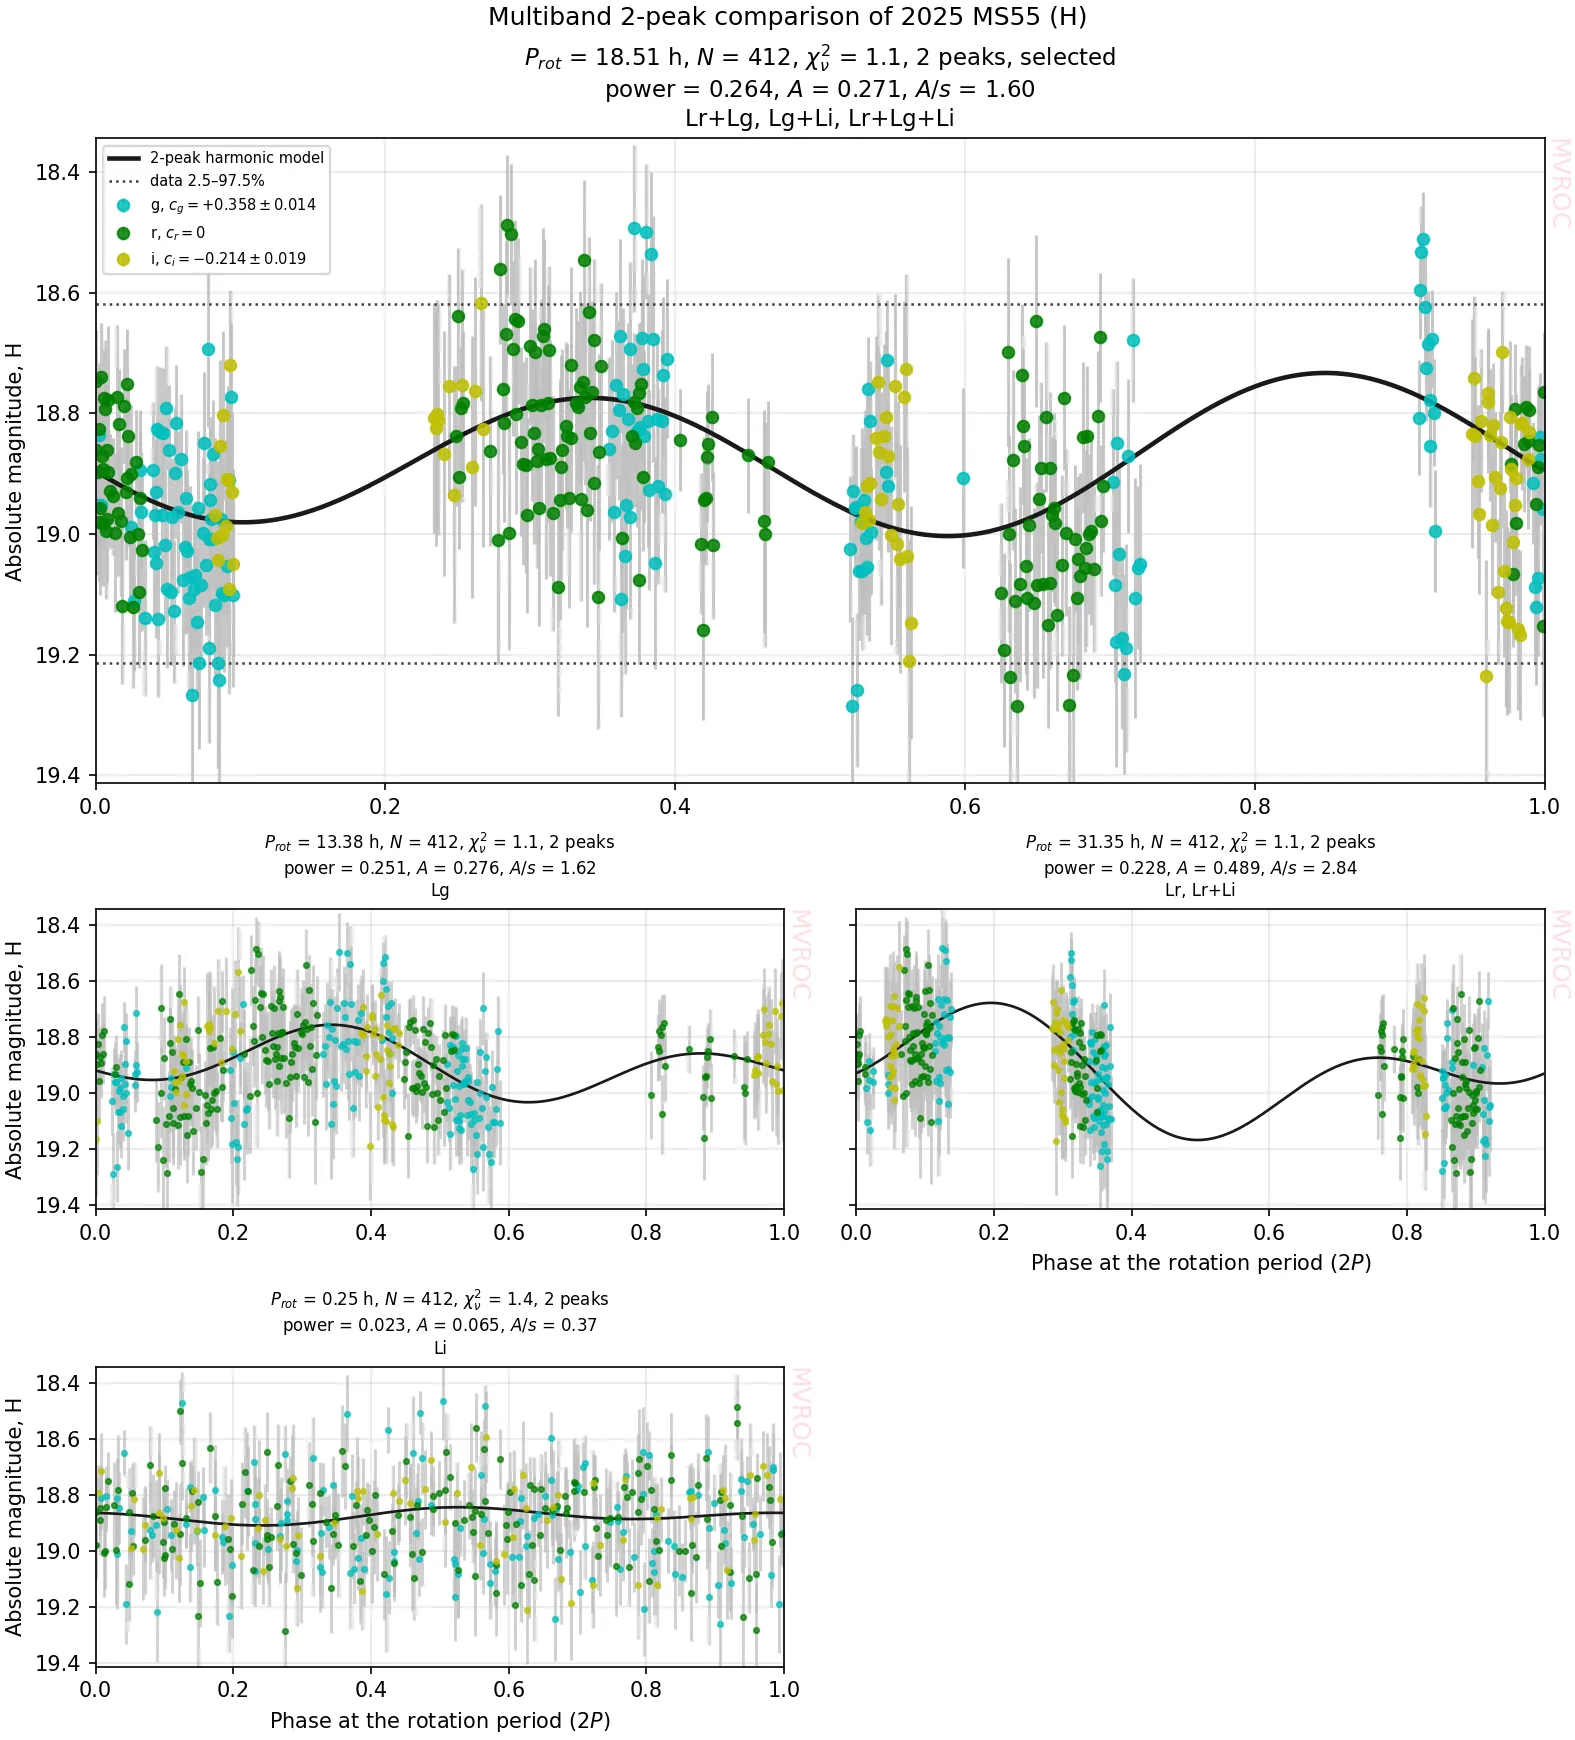 Multiband 2-peak comparison of 2025 MS55 (H)
P_rot = 18.51 h, N = 412, χ²_ν = 1.1, 2 peaks, selected
power = 0.264, A = 0.271, A/s = 1.60
Lr+Lg, Lg+Li, Lr+Lg+Li
2-peak harmonic model
data 2.5–97.5%
g, c_g = +0.358 ± 0.014
r, c_r = 0
i, c_i = −0.214 ± 0.019
MVROC
Absolute magnitude, H
18.4
18.6
18.8
19.0
19.2
19.4
0.0 0.2 0.4 0.6 0.8 1.0
P_rot = 13.38 h, N = 412, χ²_ν = 1.1, 2 peaks
power = 0.251, A = 0.276, A/s = 1.62
Lg
MVROC
Absolute magnitude, H
18.4
18.6
18.8
19.0
19.2
19.4
0.0 0.2 0.4 0.6 0.8 1.0
P_rot = 31.35 h, N = 412, χ²_ν = 1.1, 2 peaks
power = 0.228, A = 0.489, A/s = 2.84
Lr, Lr+Li
MVROC
0.0 0.2 0.4 0.6 0.8 1.0
Phase at the rotation period (2P)
P_rot = 0.25 h, N = 412, χ²_ν = 1.4, 2 peaks
power = 0.023, A = 0.065, A/s = 0.37
Li
MVROC
Absolute magnitude, H
18.4
18.6
18.8
19.0
19.2
19.4
0.0 0.2 0.4 0.6 0.8 1.0
Phase at the rotation period (2P)